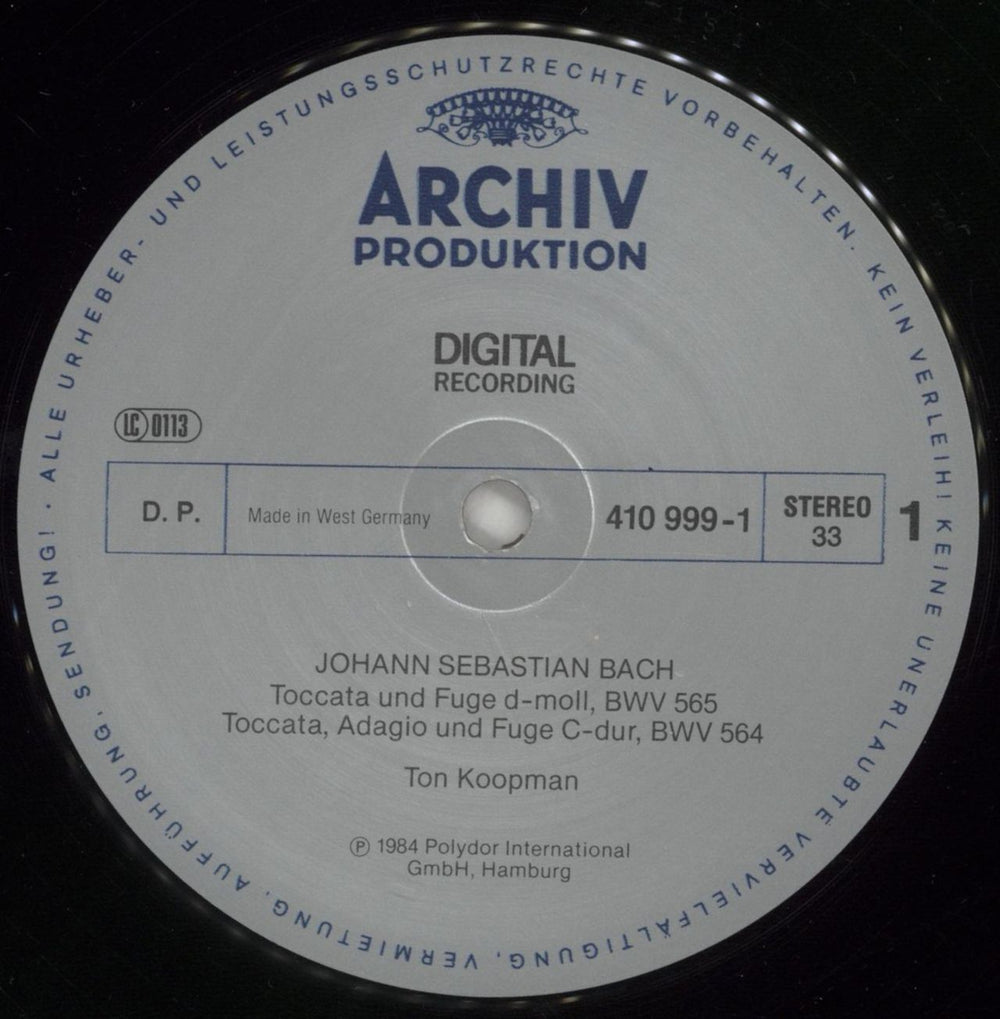 ALLE URHEBER- UND LEISTUNGSSCHUTZRECHTE VORBEHALTEN. KEIN VERLEIH! KEINE UNERLAUBTE VERVIELFÄLTIGUNG, VERMIETUNG, AUFFÜHRUNG, SENDUNG! ·
ARCHIV
PRODUKTION
DIGITAL
RECORDING
LC 0113
D. P.
Made in West Germany
410 999-1
STEREO
33
1
JOHANN SEBASTIAN BACH
Toccata und Fuge d-moll, BWV 565
Toccata, Adagio und Fuge C-dur, BWV 564
Ton Koopman
℗ 1984 Polydor International
GmbH, Hamburg